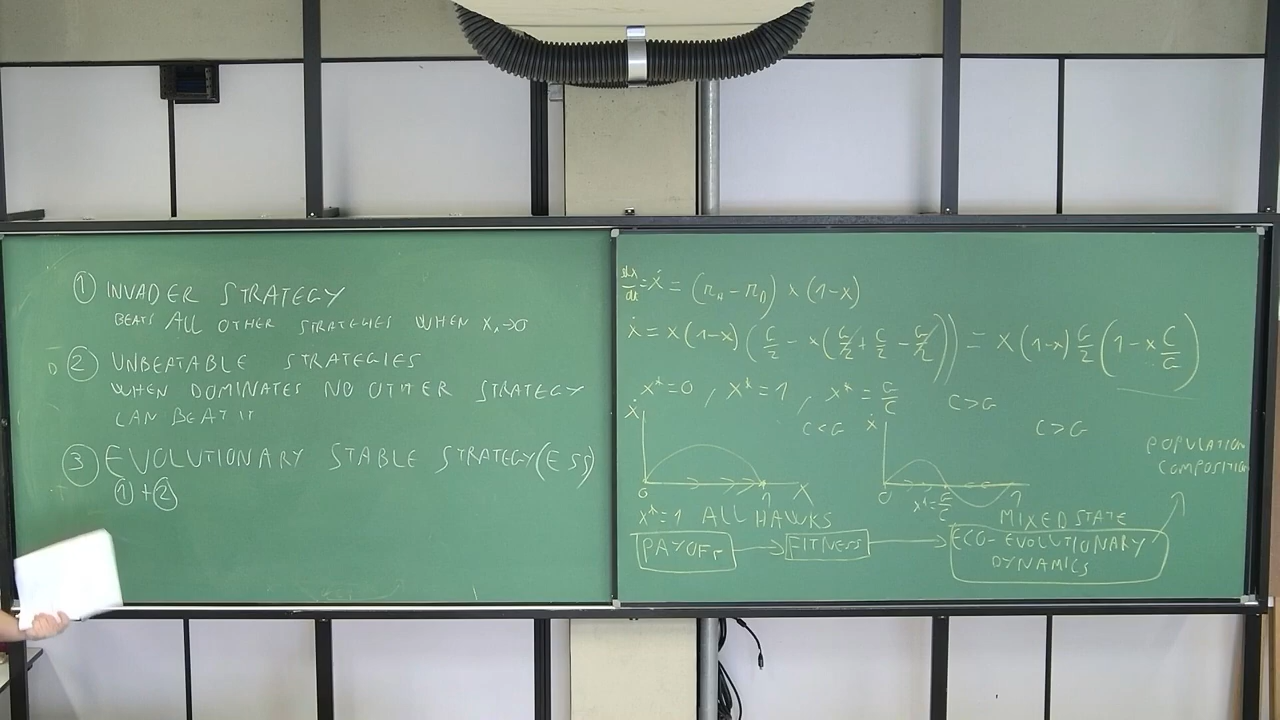 ① INVADER STRATEGY
BEATS ALL OTHER STRATEGIES WHEN Xᵢ→0
② UNBEATABLE STRATEGIES
WHEN DOMINATES NO OTHER STRATEGY
CAN BEAT IT
③ EVOLUTIONARY STABLE STRATEGY (ESS)
① + ②
dx/dt = ẋ = (π_H − π_D) x (1−x)
ẋ = x(1−x)(G/2 − x(G/2 + C/2 − G/2)) = x(1−x) G/2 (1 − x C/G)
x* = 0, x* = 1, x* = G/C C>G
ẋ C<G ẋ C>G
POPULATION
COMPOSITION
0 1 X 0 x*=G/C 1
x*=1 ALL HAWKS MIXED STATE
PAYOFF → FITNESS → ECO-EVOLUTIONARY
DYNAMICS